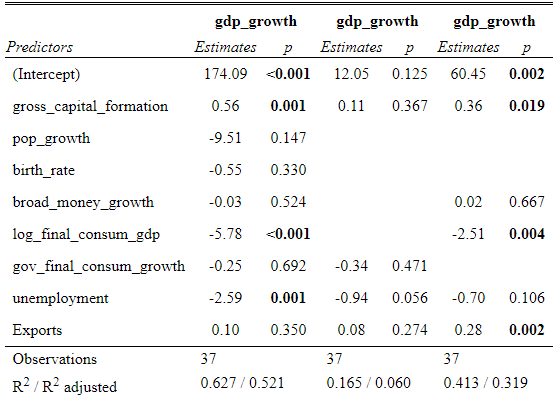 gdp_growth gdp_growth gdp_growth
Predictors Estimates p Estimates p Estimates p
(Intercept) 174.09 <0.001 12.05 0.125 60.45 0.002
gross_capital_formation 0.56 0.001 0.11 0.367 0.36 0.019
pop_growth -9.51 0.147
birth_rate -0.55 0.330
broad_money_growth -0.03 0.524 0.02 0.667
log_final_consum_gdp -5.78 <0.001 -2.51 0.004
gov_final_consum_growth -0.25 0.692 -0.34 0.471
unemployment -2.59 0.001 -0.94 0.056 -0.70 0.106
Exports 0.10 0.350 0.08 0.274 0.28 0.002
Observations 37 37 37
R2 / R2 adjusted 0.627 / 0.521 0.165 / 0.060 0.413 / 0.319